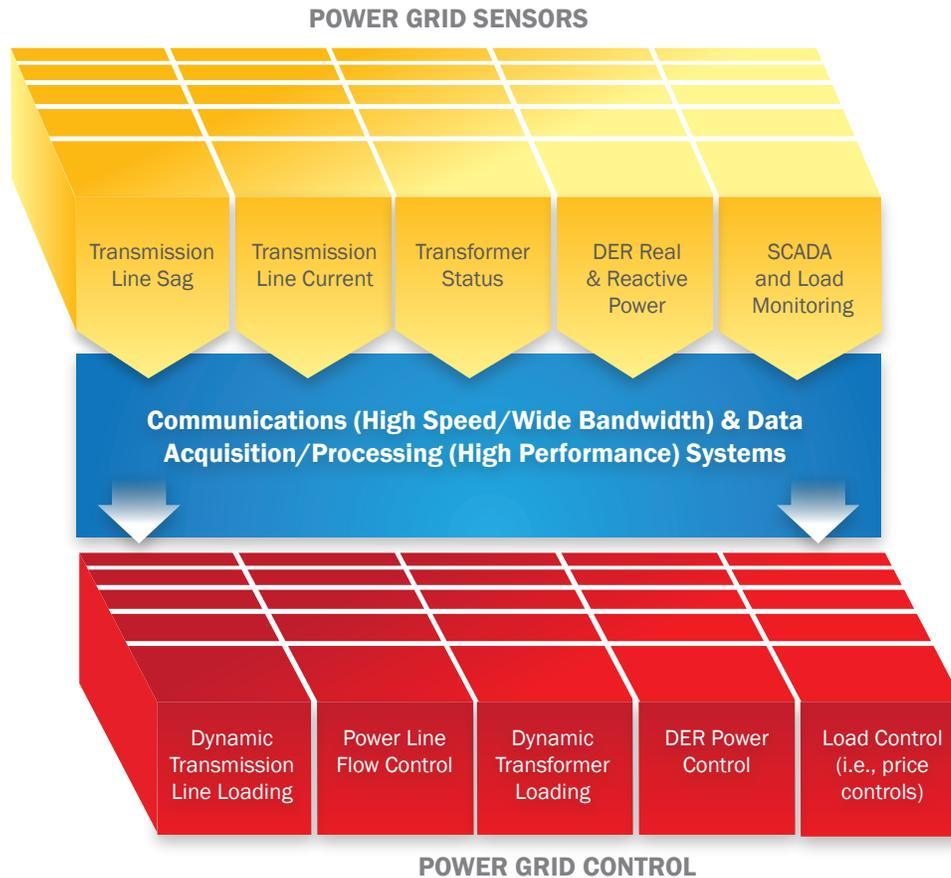 POWER GRID SENSORS
Transmission
Line Sag
Transmission
Line Current
Transformer
Status
DER Real
& Reactive
Power
SCADA
and Load
Monitoring
Communications (High Speed/Wide Bandwidth) & Data
Acquisition/Processing (High Performance) Systems
Dynamic
Transmission
Line Loading
Power Line
Flow Control
Dynamic
Transformer
Loading
DER Power
Control
Load Control
(i.e., price
controls)
POWER GRID CONTROL